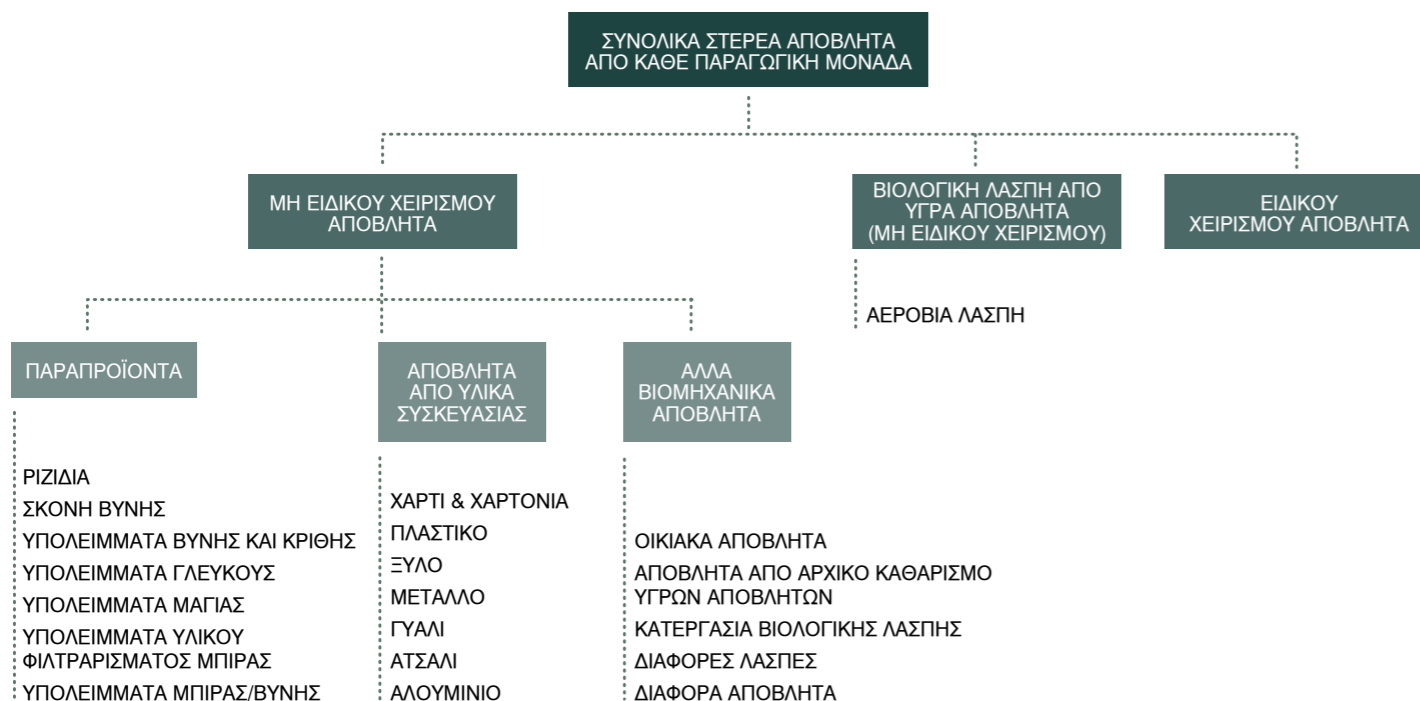 ΣΥΝΟΛΙΚΑ ΣΤΕΡΕΑ ΑΠΟΒΛΗΤΑ
ΑΠΟ ΚΑΘΕ ΠΑΡΑΓΩΓΙΚΗ ΜΟΝΑΔΑ
ΜΗ ΕΙΔΙΚΟΥ ΧΕΙΡΙΣΜΟΥ
ΑΠΟΒΛΗΤΑ
ΒΙΟΛΟΓΙΚΗ ΛΑΣΠΗ ΑΠΟ
ΥΓΡΑ ΑΠΟΒΛΗΤΑ
(ΜΗ ΕΙΔΙΚΟΥ ΧΕΙΡΙΣΜΟΥ)
ΕΙΔΙΚΟΥ
ΧΕΙΡΙΣΜΟΥ ΑΠΟΒΛΗΤΑ
ΑΕΡΟΒΙΑ ΛΑΣΠΗ
ΠΑΡΑΠΡΟΪΟΝΤΑ
ΡΙΖΙΔΙΑ
ΣΚΟΝΗ ΒΥΝΗΣ
ΥΠΟΛΕΙΜΜΑΤΑ ΒΥΝΗΣ ΚΑΙ ΚΡΙΘΗΣ
ΥΠΟΛΕΙΜΜΑΤΑ ΓΛΕΥΚΟΥΣ
ΥΠΟΛΕΙΜΜΑΤΑ ΜΑΓΙΑΣ
ΥΠΟΛΕΙΜΜΑΤΑ ΥΛΙΚΟΥ
ΦΙΛΤΡΑΡΙΣΜΑΤΟΣ ΜΠΙΡΑΣ
ΥΠΟΛΕΙΜΜΑΤΑ ΜΠΙΡΑΣ/ΒΥΝΗΣ
ΑΠΟΒΛΗΤΑ
ΑΠΟ ΥΛΙΚΑ
ΣΥΣΚΕΥΑΣΙΑΣ
ΧΑΡΤΙ & ΧΑΡΤΟΝΙΑ
ΠΛΑΣΤΙΚΟ
ΞΥΛΟ
ΜΕΤΑΛΛΟ
ΓΥΑΛΙ
ΑΤΣΑΛΙ
ΑΛΟΥΜΙΝΙΟ
ΑΛΛΑ
ΒΙΟΜΗΧΑΝΙΚΑ
ΑΠΟΒΛΗΤΑ
ΟΙΚΙΑΚΑ ΑΠΟΒΛΗΤΑ
ΑΠΟΒΛΗΤΑ ΑΠΟ ΑΡΧΙΚΟ ΚΑΘΑΡΙΣΜΟ
ΥΓΡΩΝ ΑΠΟΒΛΗΤΩΝ
ΚΑΤΕΡΓΑΣΙΑ ΒΙΟΛΟΓΙΚΗΣ ΛΑΣΠΗΣ
ΔΙΑΦΟΡΕΣ ΛΑΣΠΕΣ
ΔΙΑΦΟΡΑ ΑΠΟΒΛΗΤΑ